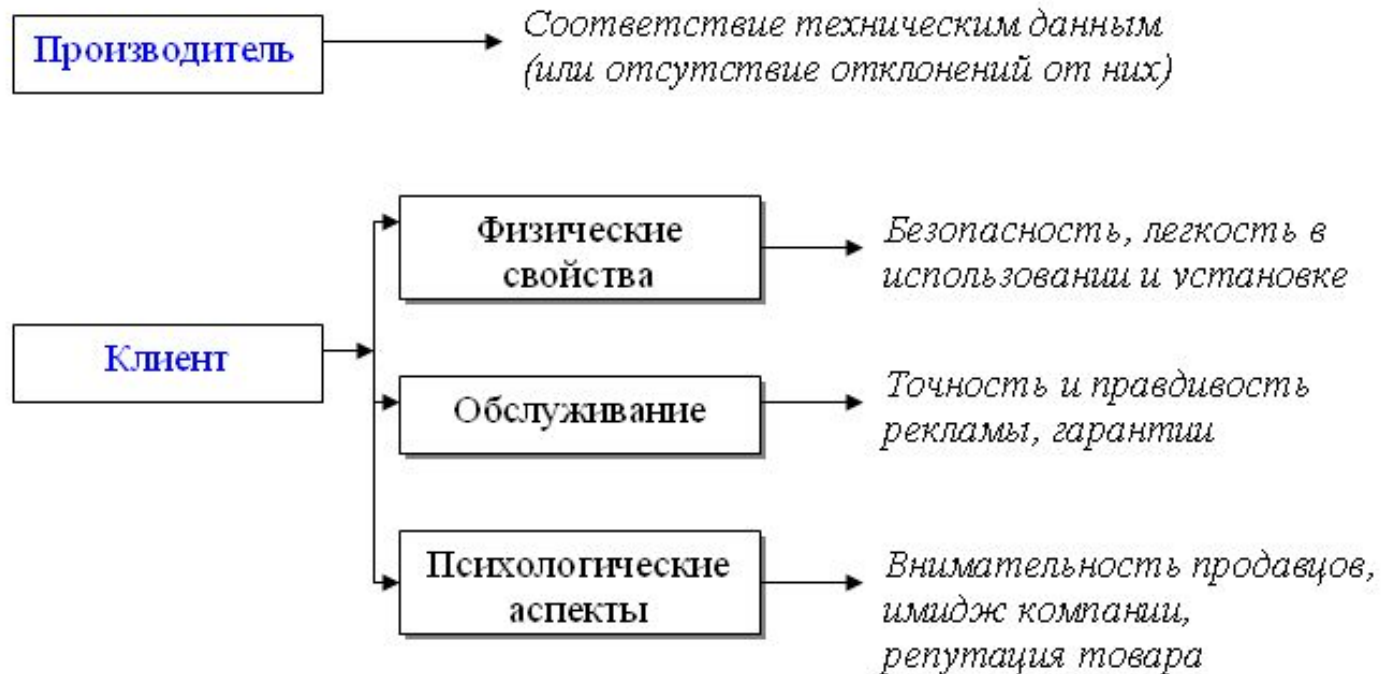 Производитель
Соответствие техническим данным
(или отсутствие отклонений от них)
Физические
свойства
Безопасность, легкость в
использовании и установке
Клиент
Обслуживание
Точность и правдивость
рекламы, гарантии
Психологические
аспекты
Внимательность продавцов,
имидж компании,
репутация товара